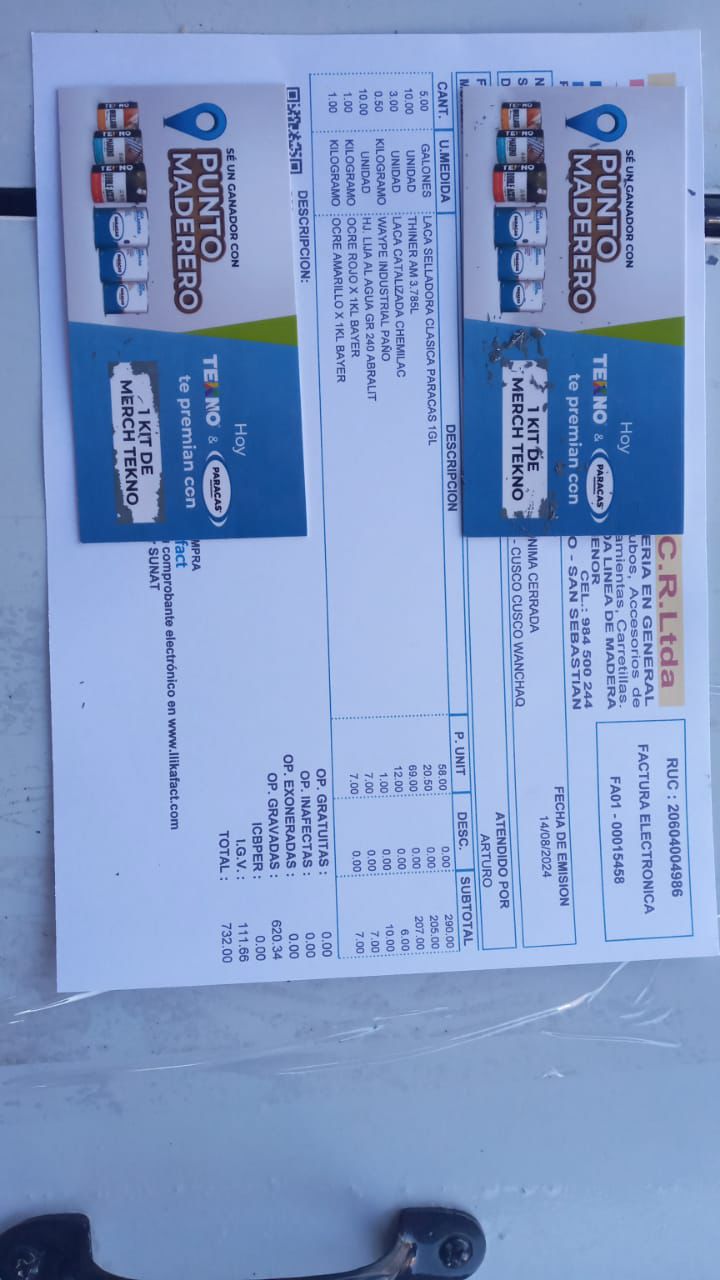 C.R.Ltda
ERIA EN GENERAL
ubos, Accesorios de
amientas, Carretillas.
DA LINEA DE MADERA
ENOR
CEL.: 984 500 244
O - SAN SEBASTIAN
RUC : 20604004986
FACTURA ELECTRONICA
FA01 - 00015458
NIMA CERRADA
- CUSCO CUSCO WANCHAQ
FECHA DE EMISION
14/08/2024
ATENDIDO POR
ARTURO
CANT. U.MEDIDA DESCRIPCION P. UNIT DESC. SUBTOTAL
5.00 GALONES LACA SELLADORA CLASICA PARACAS 1GL 58.00 0.00 290.00
10.00 UNIDAD THINER AM 3.785L 20.50 0.00 205.00
3.00 UNIDAD LACA CATALIZADA CHEMILAC 69.00 0.00 207.00
0.50 KILOGRAMO WAYPE INDUSTRIAL PAÑO 12.00 0.00 6.00
10.00 UNIDAD HJ. LIJA AL AGUA GR 240 ABRALIT 1.00 0.00 10.00
1.00 KILOGRAMO OCRE ROJO X 1KL BAYER 7.00 0.00 7.00
1.00 KILOGRAMO OCRE AMARILLO X 1KL BAYER 7.00 0.00 7.00
DESCRIPCION:
OP. GRATUITAS : 0.00
OP. INAFECTAS : 0.00
OP. EXONERADAS : 0.00
OP. GRAVADAS : 620.34
ICBPER : 0.00
I.G.V. : 111.66
TOTAL : 732.00
MPRA
fact
comprobante electrónico en www.llikafact.com
- SUNAT
SÉ UN GANADOR CON
PUNTO
MADERERO
Hoy
TEKNO & PARACAS
te premian con
1 KIT DE
MERCH TEKNO
SÉ UN GANADOR CON
PUNTO
MADERERO
Hoy
TEKNO & PARACAS
te premian con
1 KIT DE
MERCH TEKNO